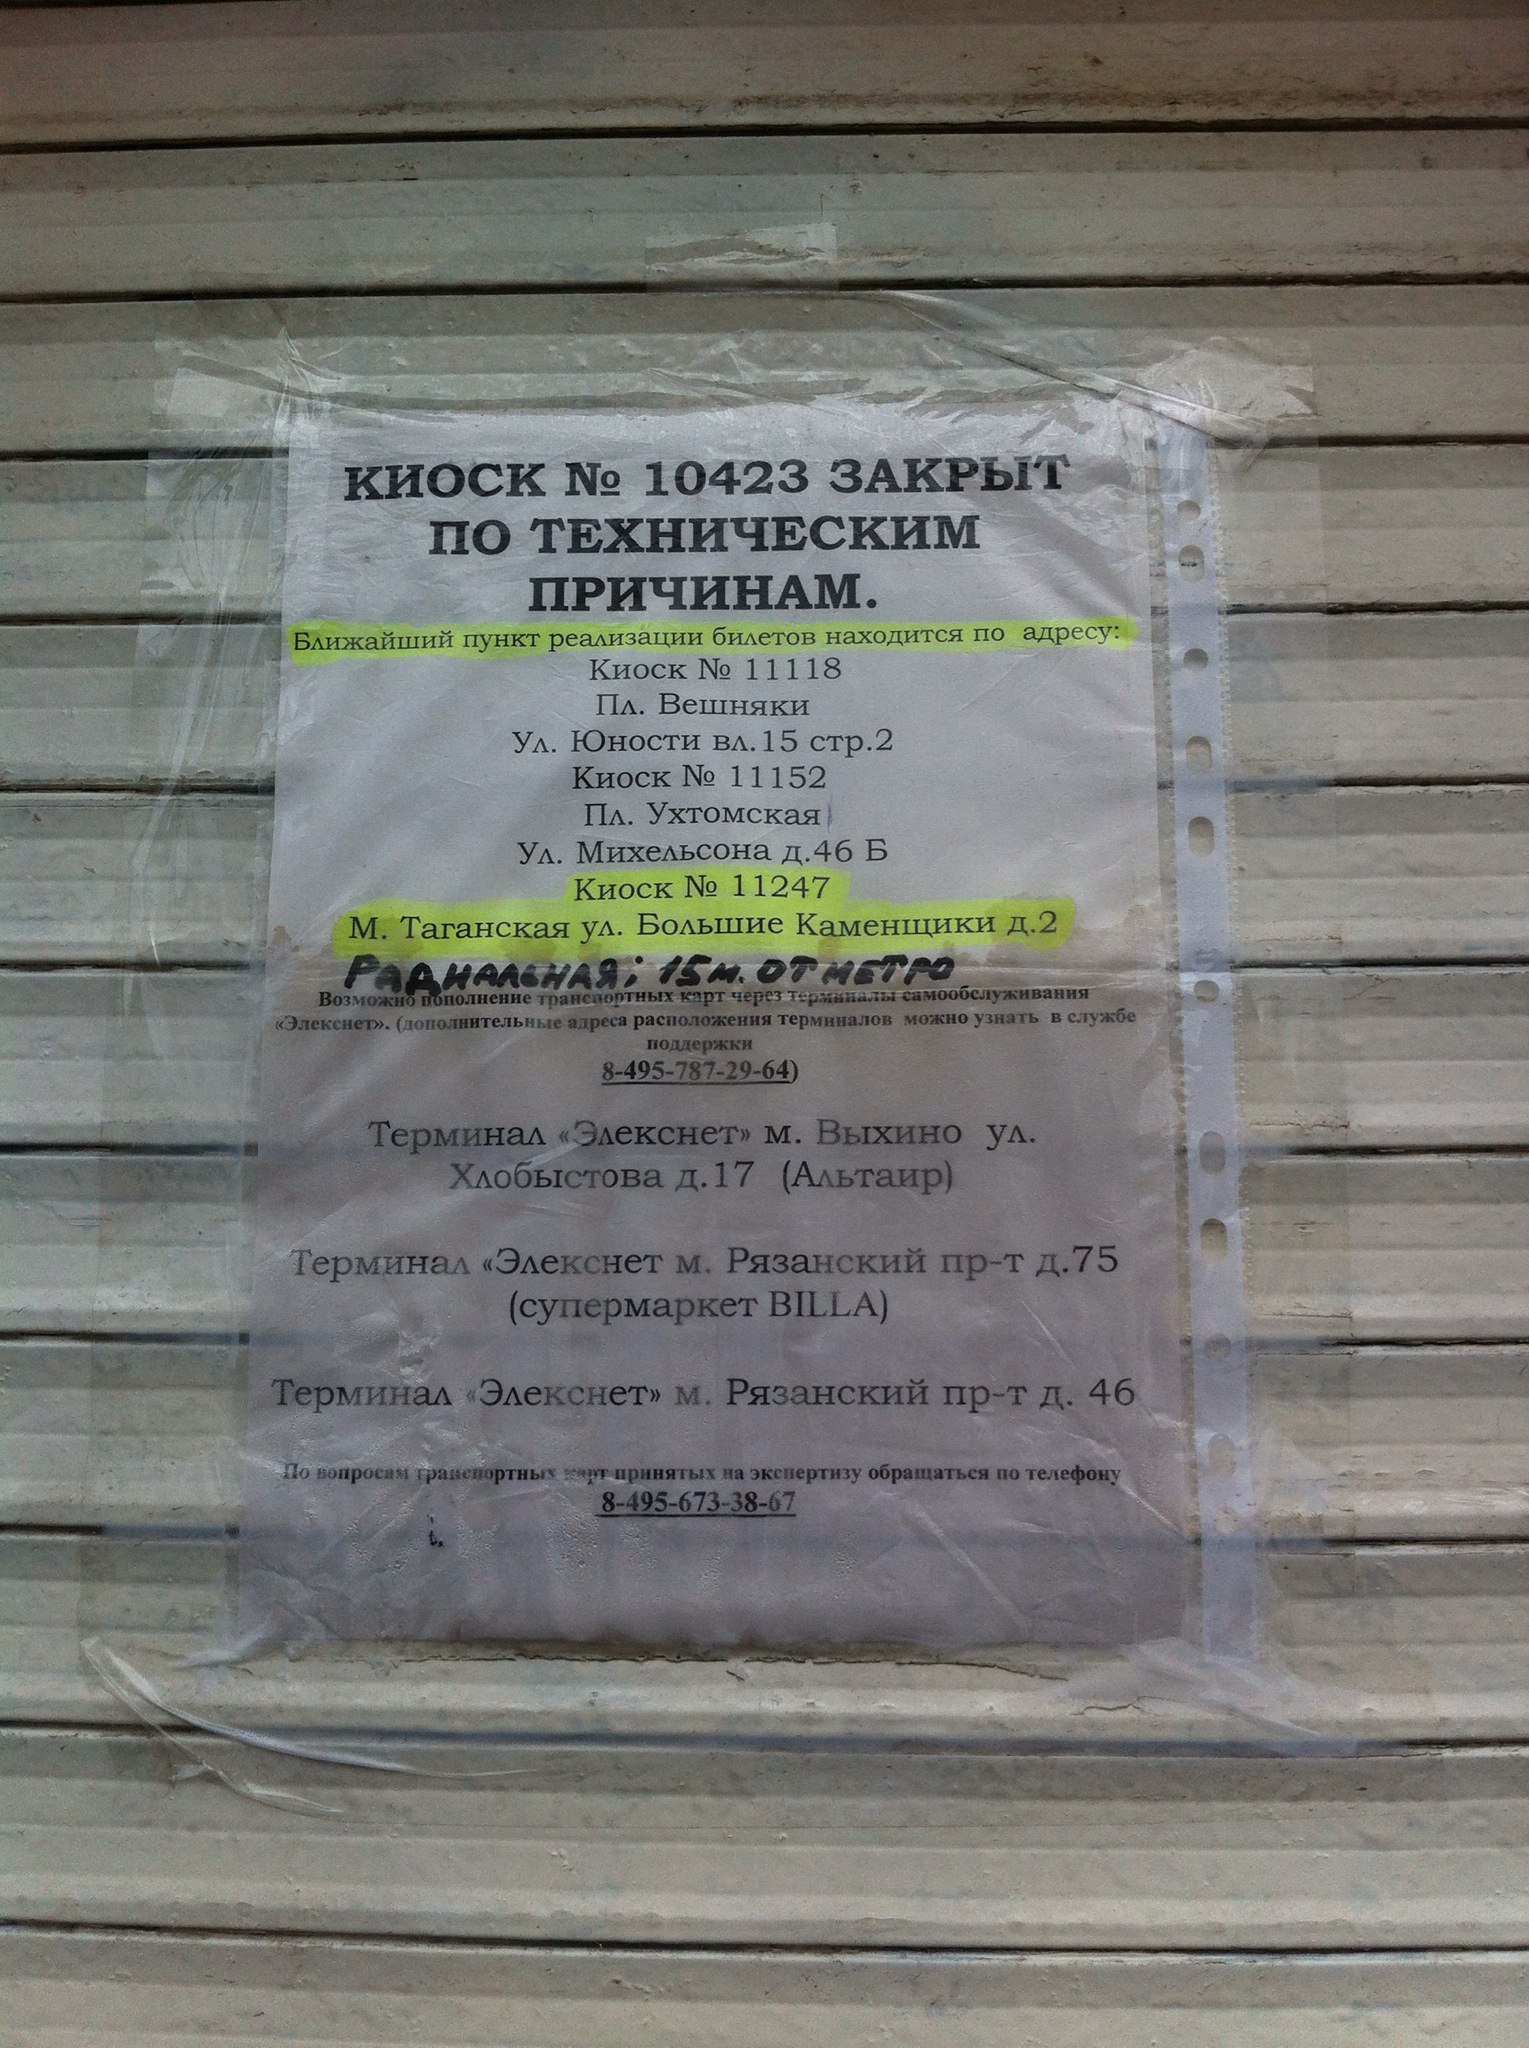 КИОСК № 10423 ЗАКРЫТ
ПО ТЕХНИЧЕСКИМ
ПРИЧИНАМ.
Ближайший пункт реализации билетов находится по адресу:
Киоск № 11118
Пл. Вешняки
Ул. Юности вл.15 стр.2
Киоск № 11152
Пл. Ухтомская
Ул. Михельсона д.46 Б
Киоск № 11247
М. Таганская ул. Большие Каменщики д.2
Радиальная; 15м. от метро
Возможно пополнение транспортных карт через терминалы самообслуживания
«Элекснет». (дополнительные адреса расположения терминалов можно узнать в службе
поддержки
8-495-787-29-64)
Терминал «Элекснет» м. Выхино ул.
Хлобыстова д.17 (Альтаир)
Терминал «Элекснет м. Рязанский пр-т д.75
(супермаркет BILLA)
Терминал «Элекснет» м. Рязанский пр-т д. 46
По вопросам транспортных карт принятых на экспертизу обращаться по телефону
8-495-673-38-67